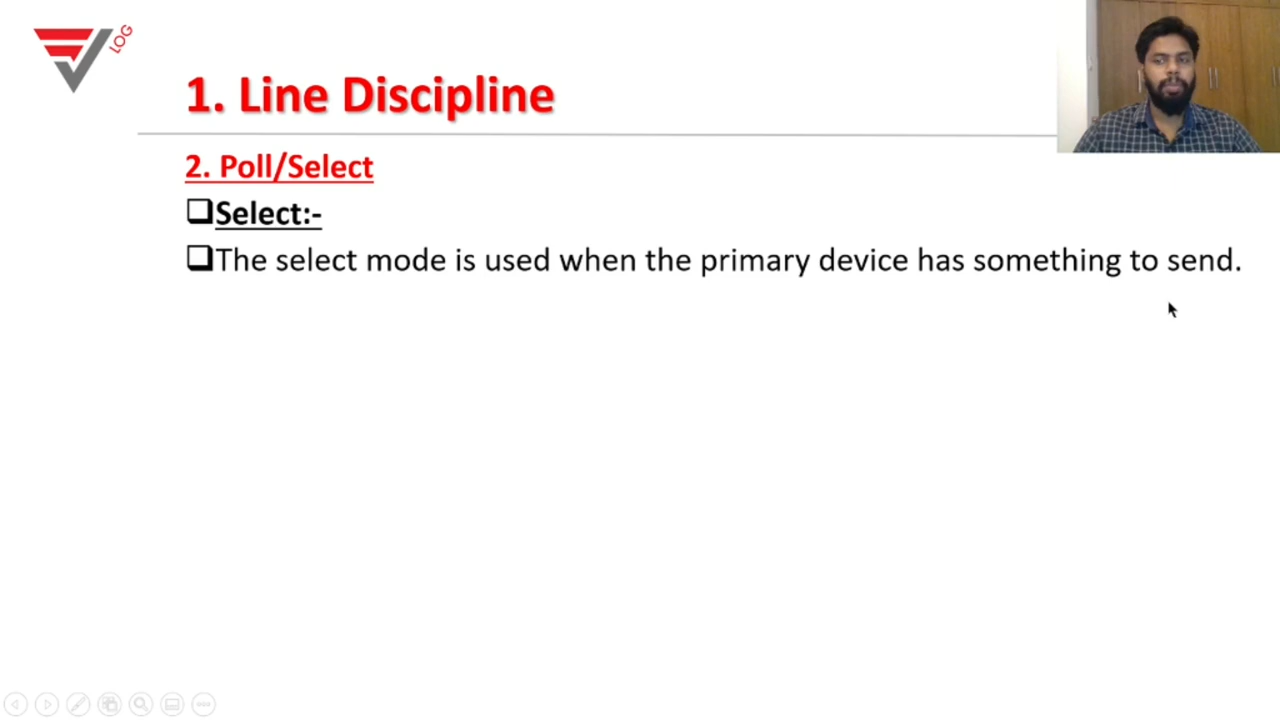 LOG
1. Line Discipline
2. Poll/Select
Select:-
The select mode is used when the primary device has something to send.